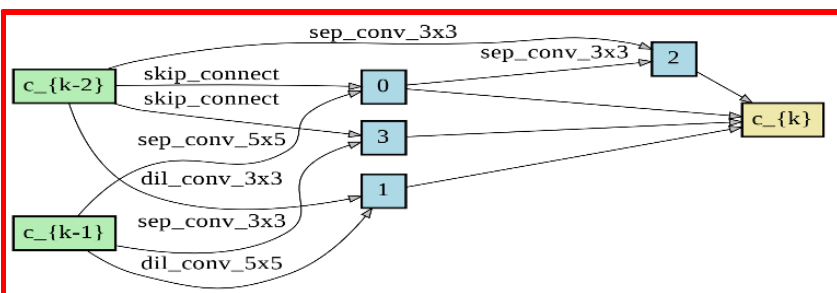 sep_conv_3x3
sep_conv_3x3
2
c_{k-2}
skip_connect
0
skip_connect
c_{k}
sep_conv_5x5
3
dil_conv_3x3
1
sep_conv_3x3
c_{k-1}
dil_conv_5x5